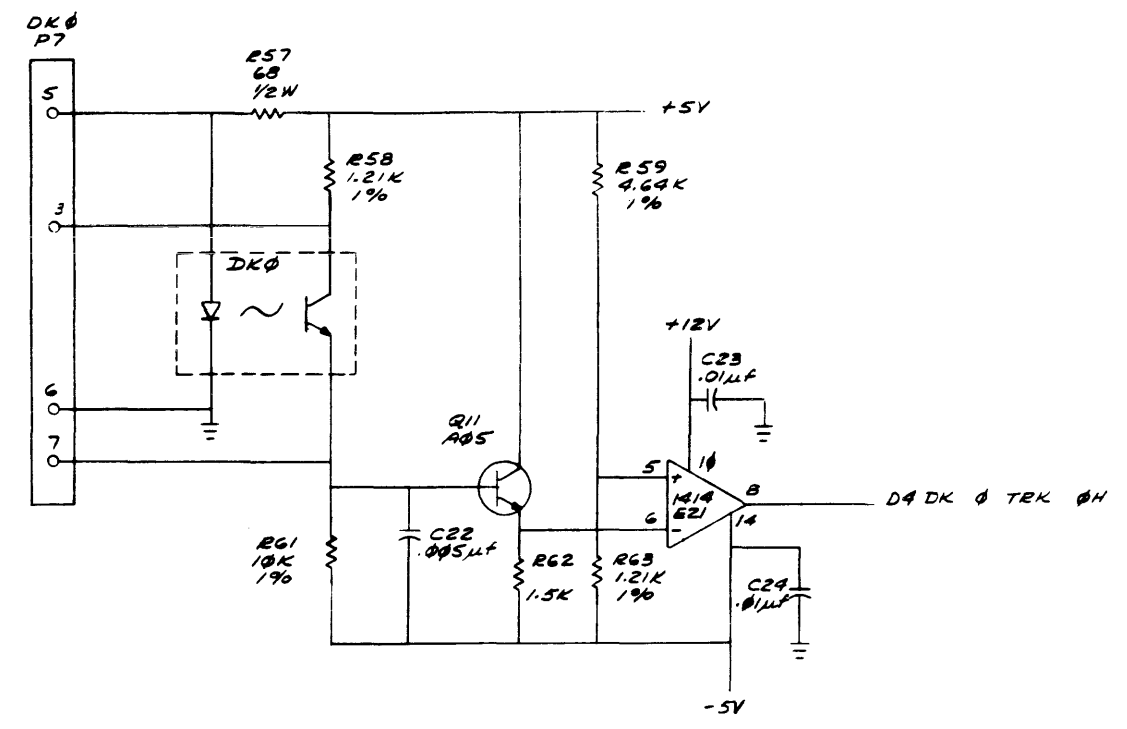 DKØ
P7
5
3
6
7
R57
68
1/2W
+5V
R58
1.21K
1%
R59
4.64K
1%
DKØ
+12V
C23
.01µf
Q11
AØ5
5
+
1414
E21
6
-
1Ø
8
14
D4 DK Ø TRK ØH
R61
1ØK
1%
C22
.ØØ5µf
R62
1.5K
R63
1.21K
1%
C24
.Ø1µf
-5V